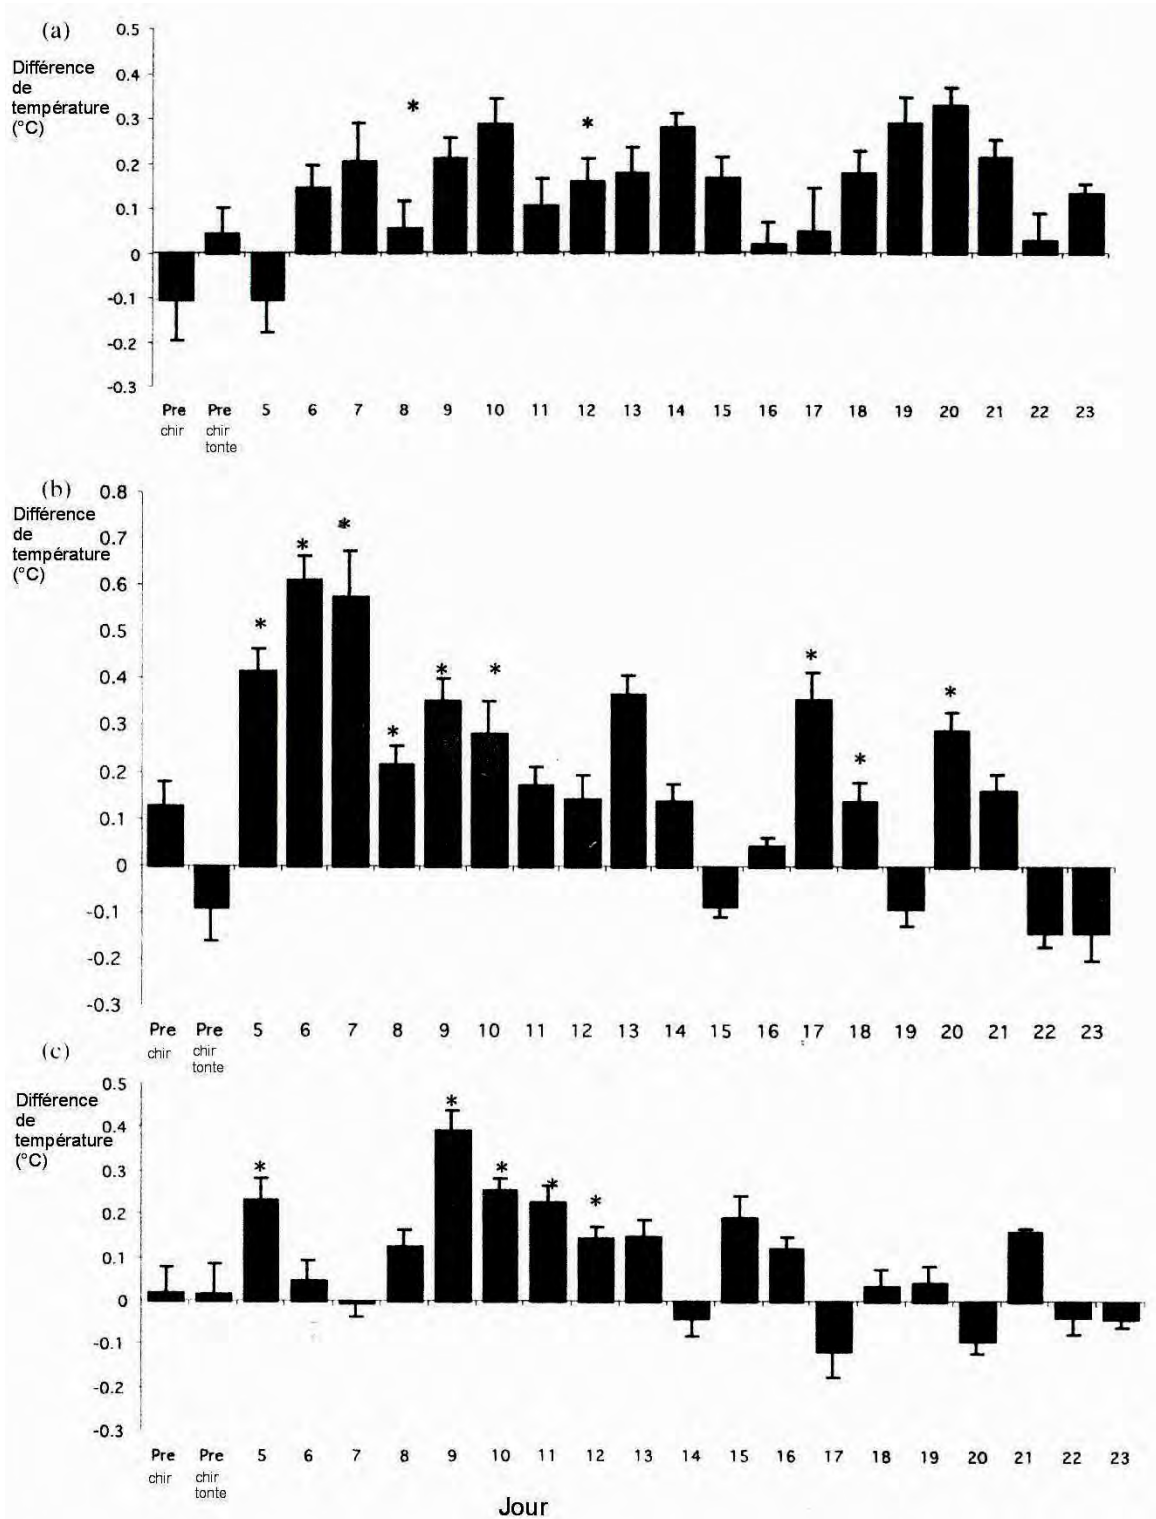 (a)
Différence
de
température
(°C)
0.5
0.4
0.3
0.2
0.1
0
-0.1
-0.2
-0.3
* *
Pre Pre 5 6 7 8 9 10 11 12 13 14 15 16 17 18 19 20 21 22 23
chir chir
tonte
(b)
Différence
de
température
(°C)
0.8
0.7
0.6
0.5
0.4
0.3
0.2
0.1
0
-0.1
-0.2
-0.3
* * * * * * * * *
Pre Pre 5 6 7 8 9 10 11 12 13 14 15 16 17 18 19 20 21 22 23
chir chir
tonte
(c)
Différence
de
température
(°C)
0.5
0.4
0.3
0.2
0.1
0
-0.1
-0.2
-0.3
* * * * *
Pre Pre 5 6 7 8 9 10 11 12 13 14 15 16 17 18 19 20 21 22 23
chir chir
tonte
Jour